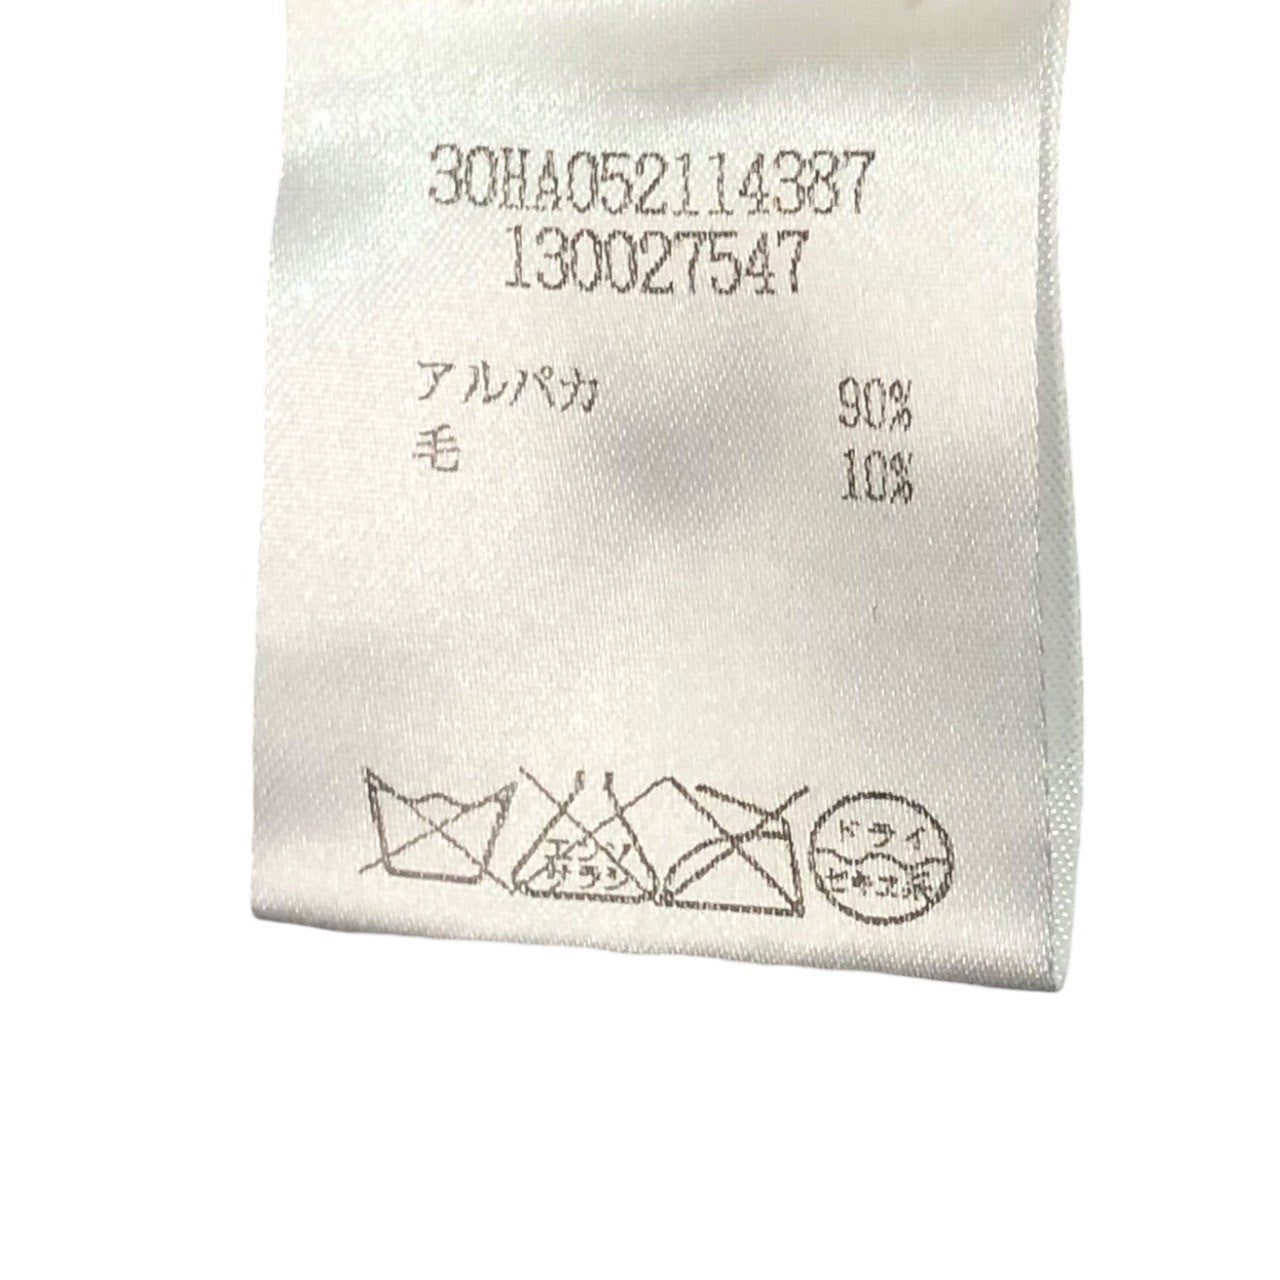 30HA052114387
130027547
アルパカ 90%
毛 10%
エンソ サラシ
ドライ セキユ系